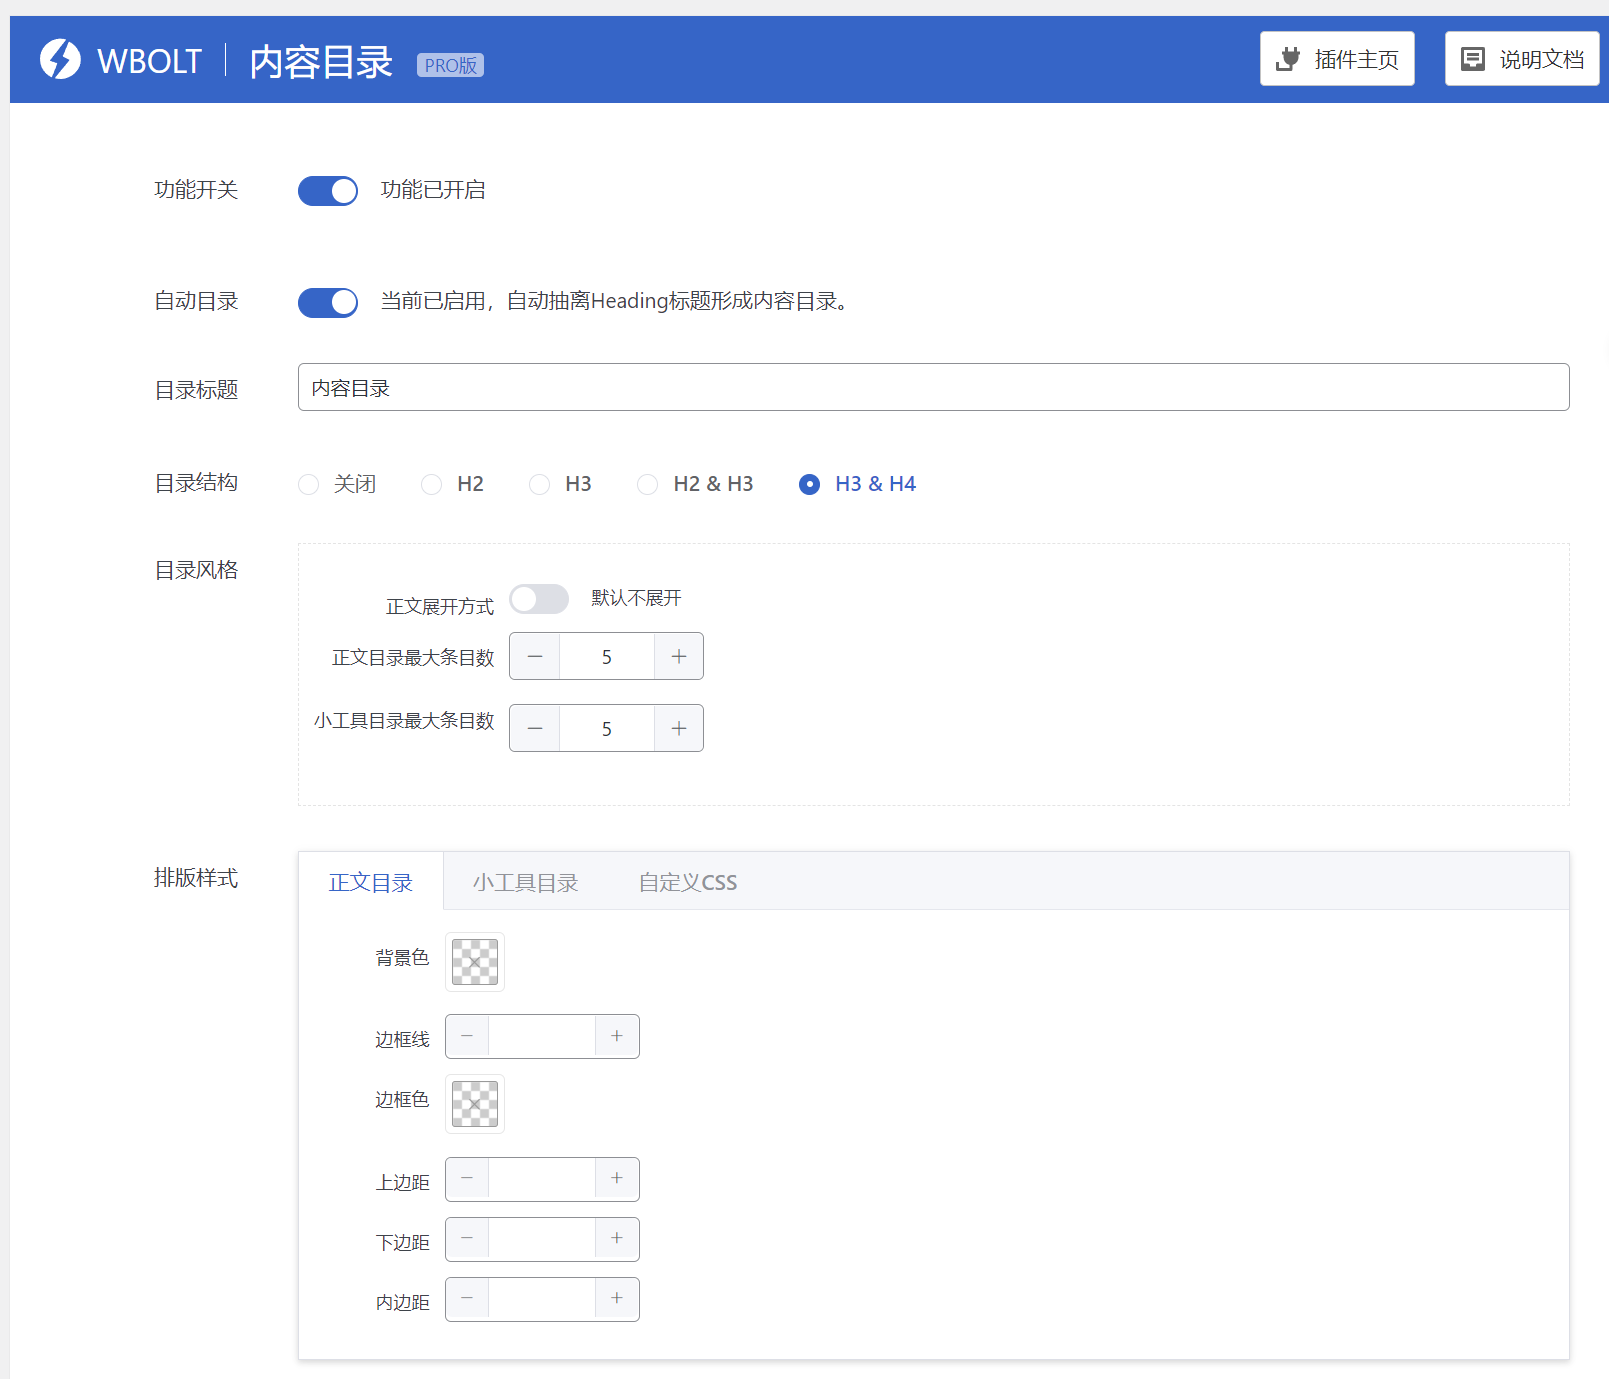 WBOLT 内容目录 PRO版 插件主页 说明文档
功能开关 功能已开启
自动目录 当前已启用，自动抽离Heading标题形成内容目录。
目录标题 内容目录
目录结构 关闭 H2 H3 H2 & H3 H3 & H4
目录风格
正文展开方式 默认不展开
正文目录最大条目数 － 5 ＋
小工具目录最大条目数 － 5 ＋
排版样式 正文目录 小工具目录 自定义CSS
背景色
边框线 － ＋
边框色
上边距 － ＋
下边距 － ＋
内边距 － ＋